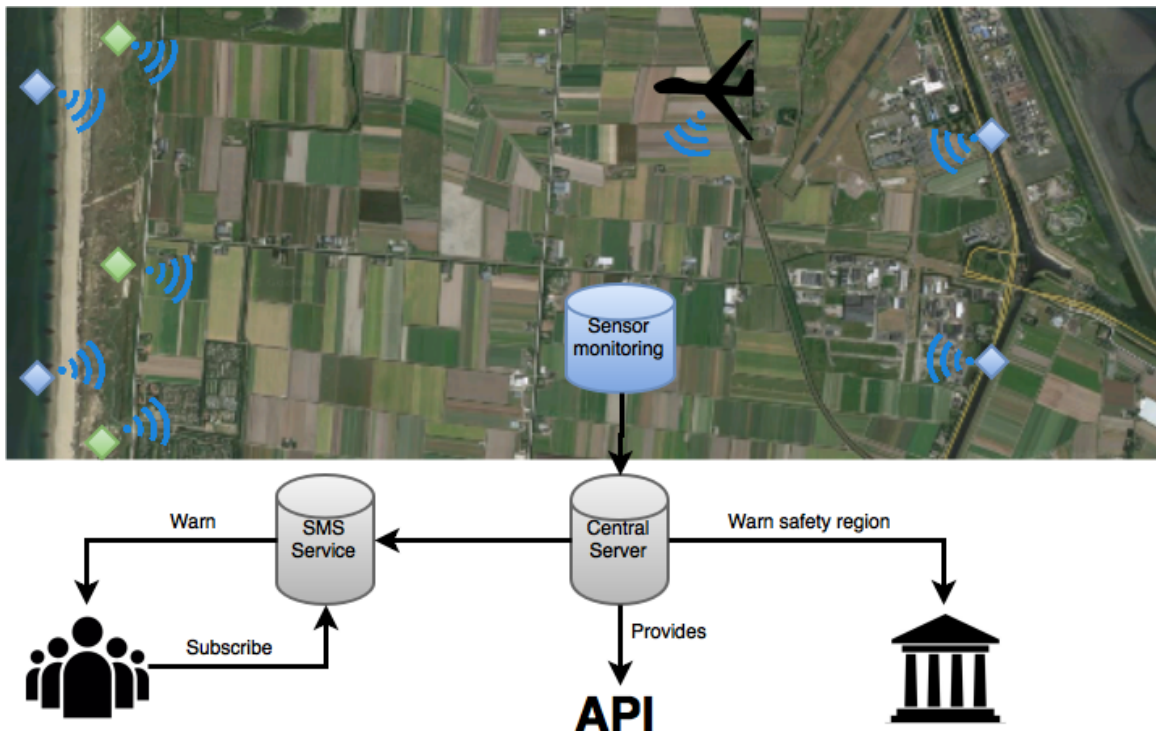 Sensor
monitoring
Warn
SMS
Service
Central
Server
Warn safety region
Subscribe
Provides
API